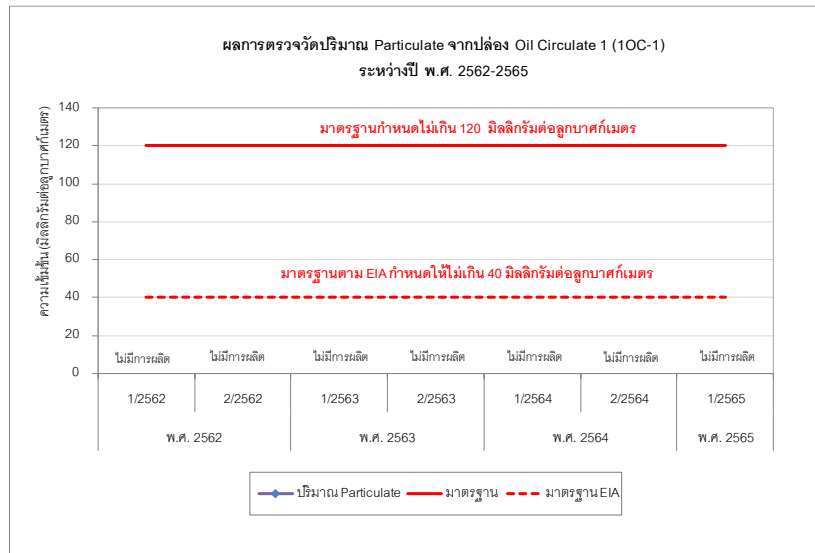 ผลการตรวจวัดปริมาณ Particulate จากปล่อง Oil Circulate 1 (1OC-1)
ระหว่างปี พ.ศ. 2562-2565
ความเข้มข้น (มิลลิกรัมต่อลูกบาศก์เมตร)
140
120
100
80
60
40
20
0
มาตรฐานกำหนดไม่เกิน 120 มิลลิกรัมต่อลูกบาศก์เมตร
มาตรฐานตาม EIA กำหนดให้ไม่เกิน 40 มิลลิกรัมต่อลูกบาศก์เมตร
ไม่มีการผลิต ไม่มีการผลิต ไม่มีการผลิต ไม่มีการผลิต ไม่มีการผลิต ไม่มีการผลิต ไม่มีการผลิต
1/2562 2/2562 1/2563 2/2563 1/2564 2/2564 1/2565
พ.ศ. 2562 พ.ศ. 2563 พ.ศ. 2564 พ.ศ. 2565
ปริมาณ Particulate มาตรฐาน มาตรฐาน EIA